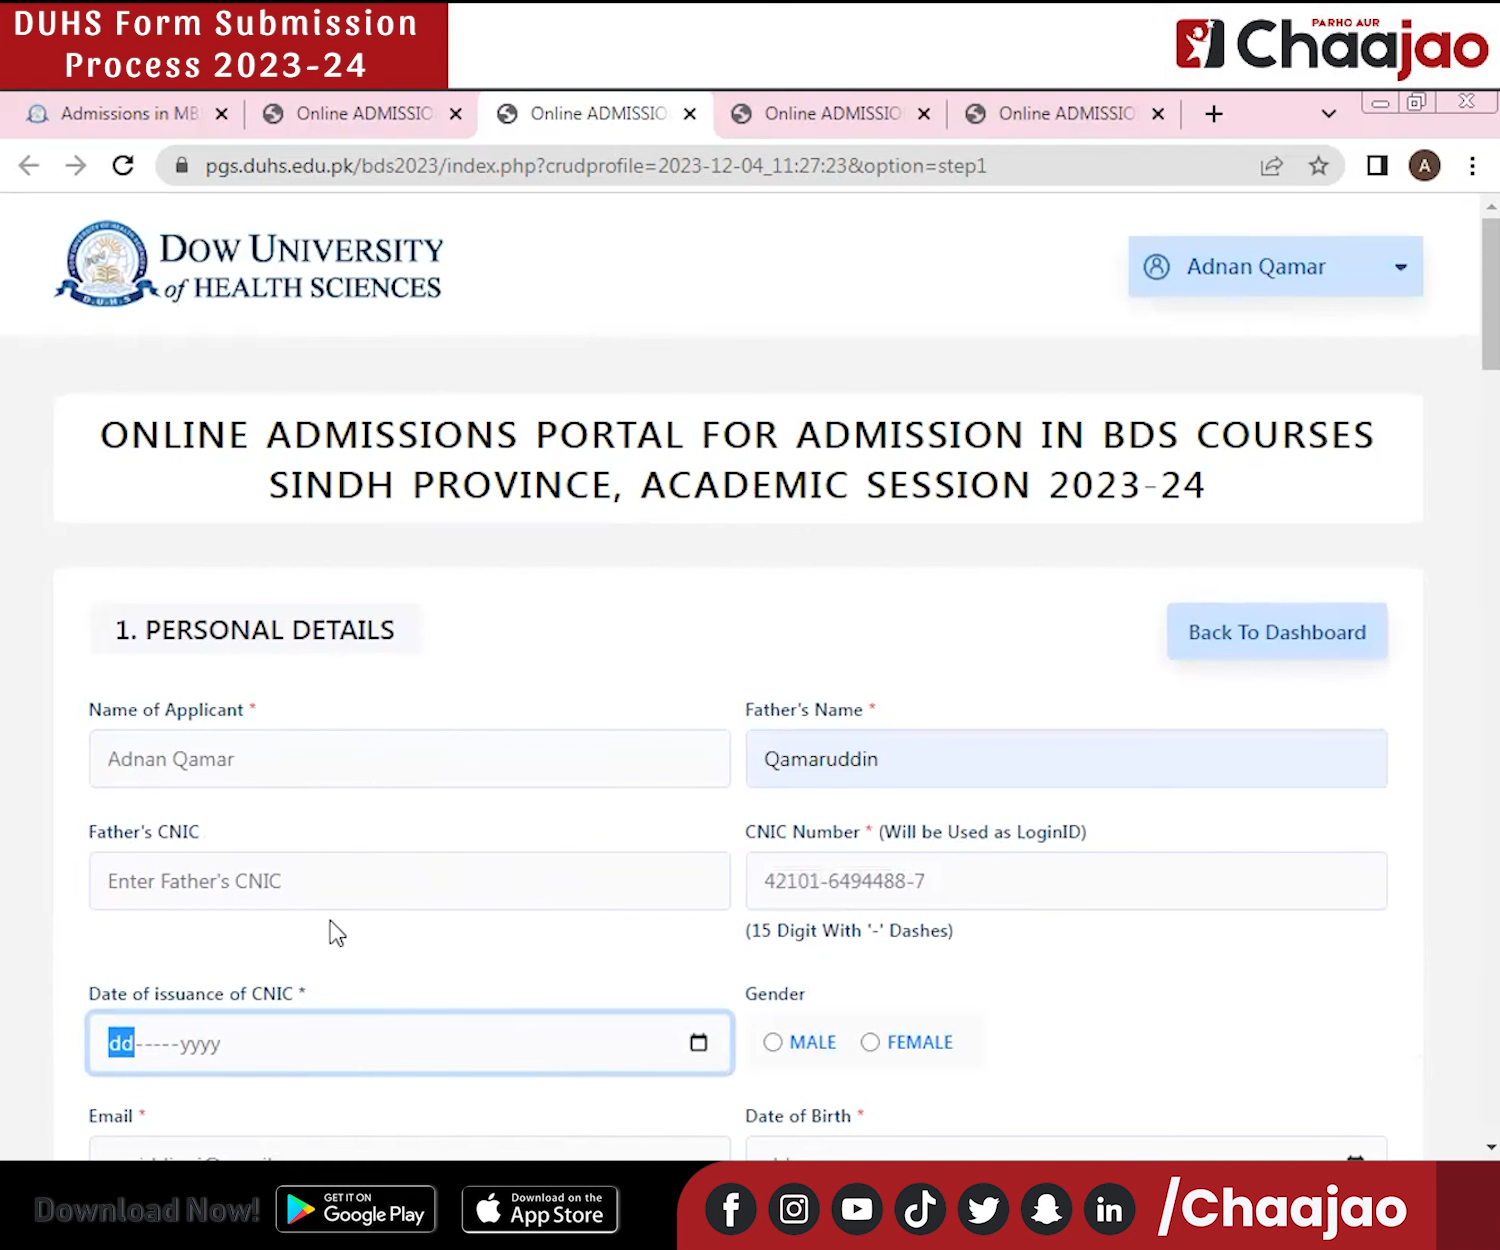 DUHS Form Submission
Process 2023-24
PARHO AUR
Chaajao
Admissions in MB
Online ADMISSIO
Online ADMISSIO
Online ADMISSIO
Online ADMISSIO
pgs.duhs.edu.pk/bds2023/index.php?crudprofile=2023-12-04_11:27:23&option=step1
A
DOW UNIVERSITY
of HEALTH SCIENCES
D.U.H.S
Adnan Qamar
ONLINE ADMISSIONS PORTAL FOR ADMISSION IN BDS COURSES
SINDH PROVINCE, ACADEMIC SESSION 2023-24
1. PERSONAL DETAILS
Back To Dashboard
Name of Applicant *
Father's Name *
Adnan Qamar
Qamaruddin
Father's CNIC
CNIC Number * (Will be Used as LoginID)
Enter Father's CNIC
42101-6494488-7
(15 Digit With '-' Dashes)
Date of issuance of CNIC *
Gender
dd-----yyyy
MALE
FEMALE
Email *
Date of Birth *
Download Now!
GET IT ON
Google Play
Download on the
App Store
/Chaajao